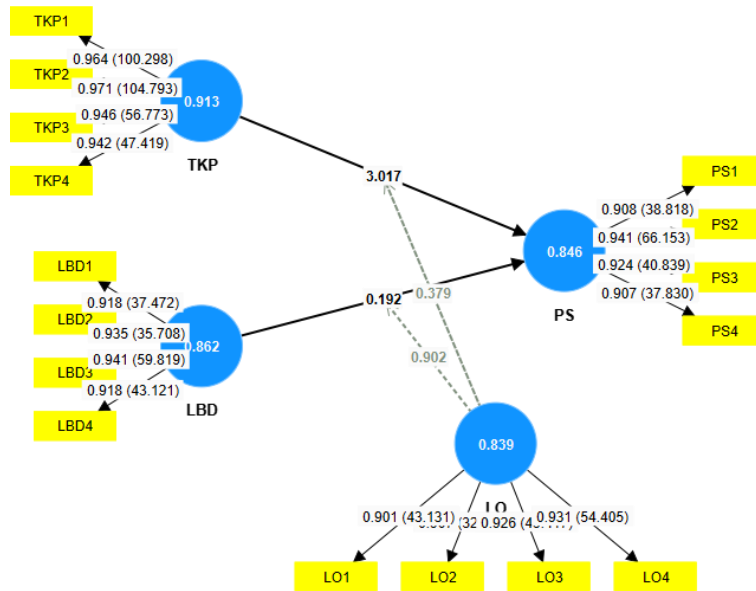 TKP1
TKP2
TKP3
TKP4
0.964 (100.298)
0.971 (104.793)
0.946 (56.773)
0.942 (47.419)
0.913
TKP
3.017
LBD1
LBD2
LBD3
LBD4
0.918 (37.472)
0.935 (35.708)
0.941 (59.819)
0.918 (43.121)
0.862
LBD
0.192
0.379
0.902
0.846
PS
0.908 (38.818)
0.941 (66.153)
0.924 (40.839)
0.907 (37.830)
PS1
PS2
PS3
PS4
0.839
LO
0.901 (43.131)
0.926
0.931 (54.405)
LO1
LO2
LO3
LO4